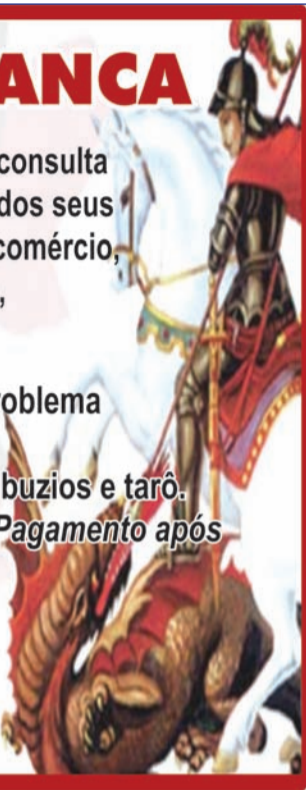 ANCA
consulta
dos seus
comércio,
,
oblema
buzios e tarô.
Pagamento após